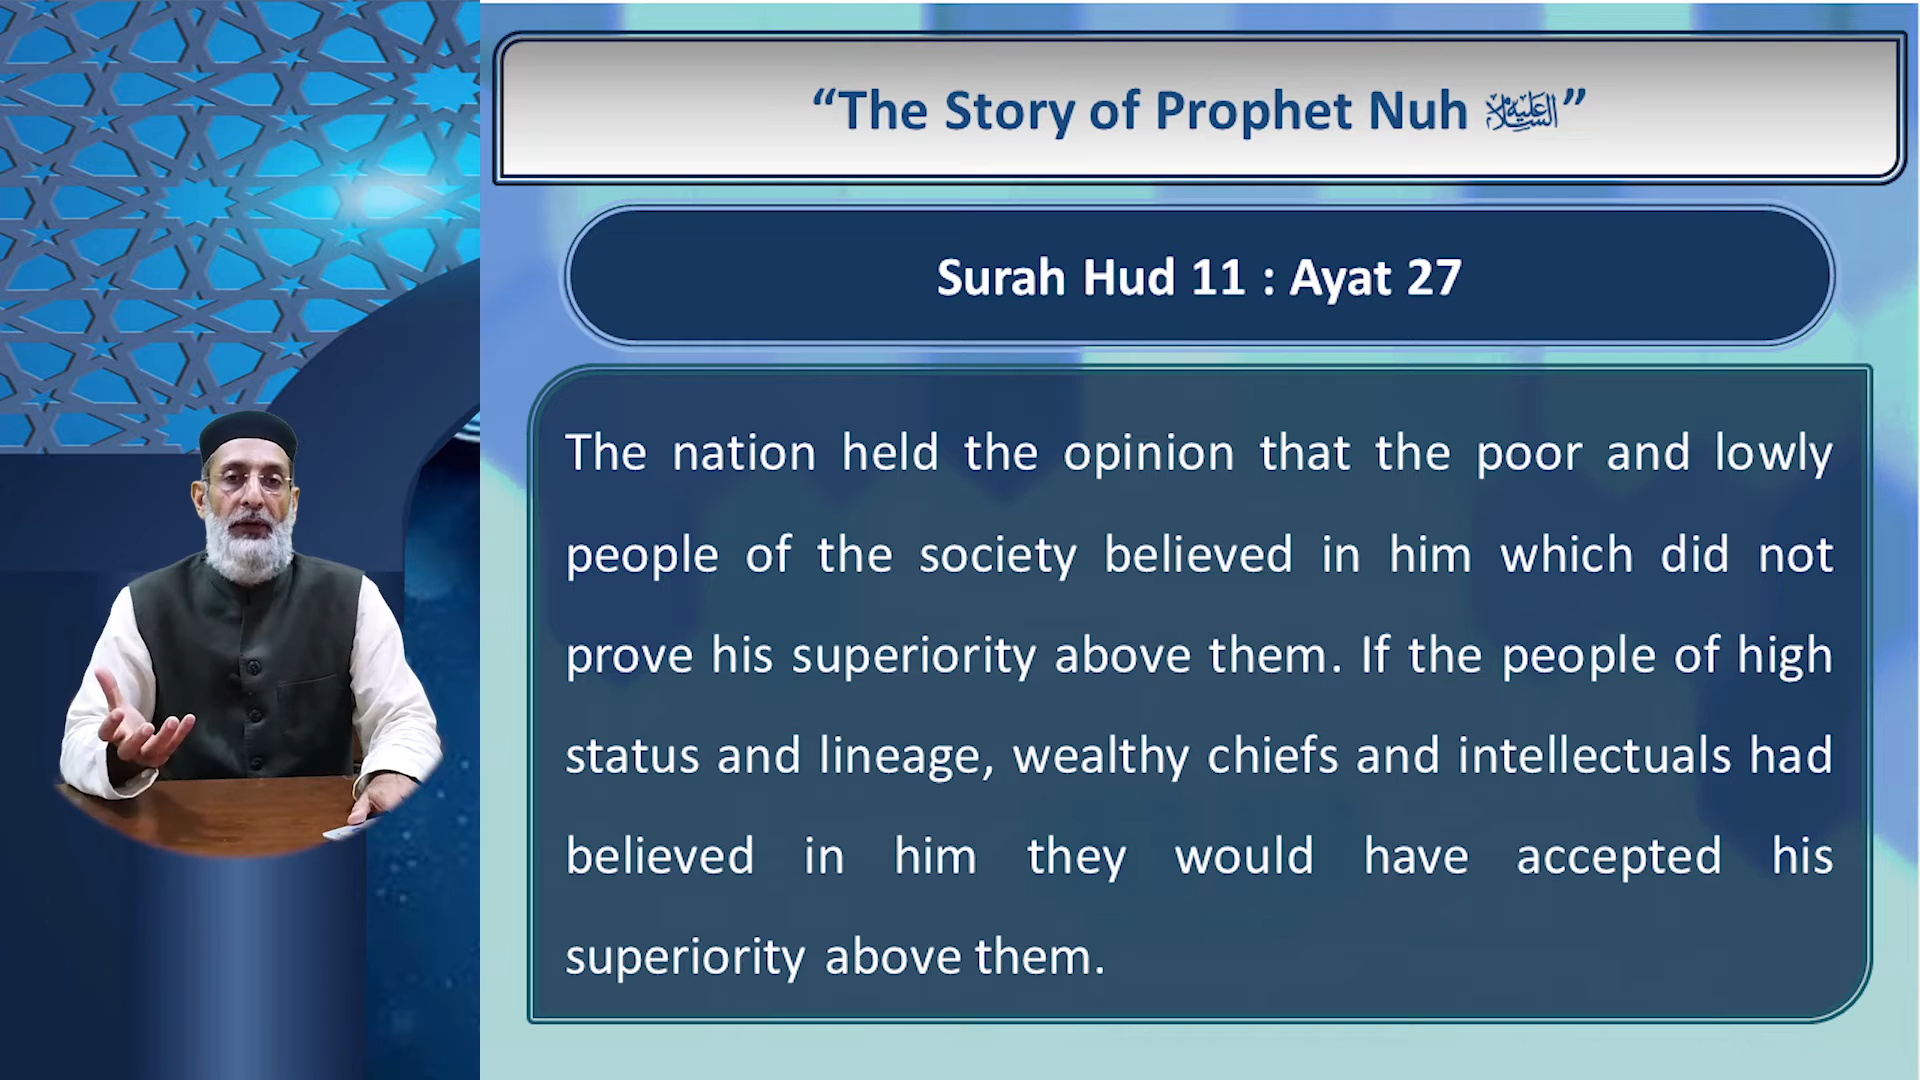 “The Story of Prophet Nuh عليه السلام”
Surah Hud 11 : Ayat 27
The nation held the opinion that the poor and lowly
people of the society believed in him which did not
prove his superiority above them. If the people of high
status and lineage, wealthy chiefs and intellectuals had
believed in him they would have accepted his
superiority above them.